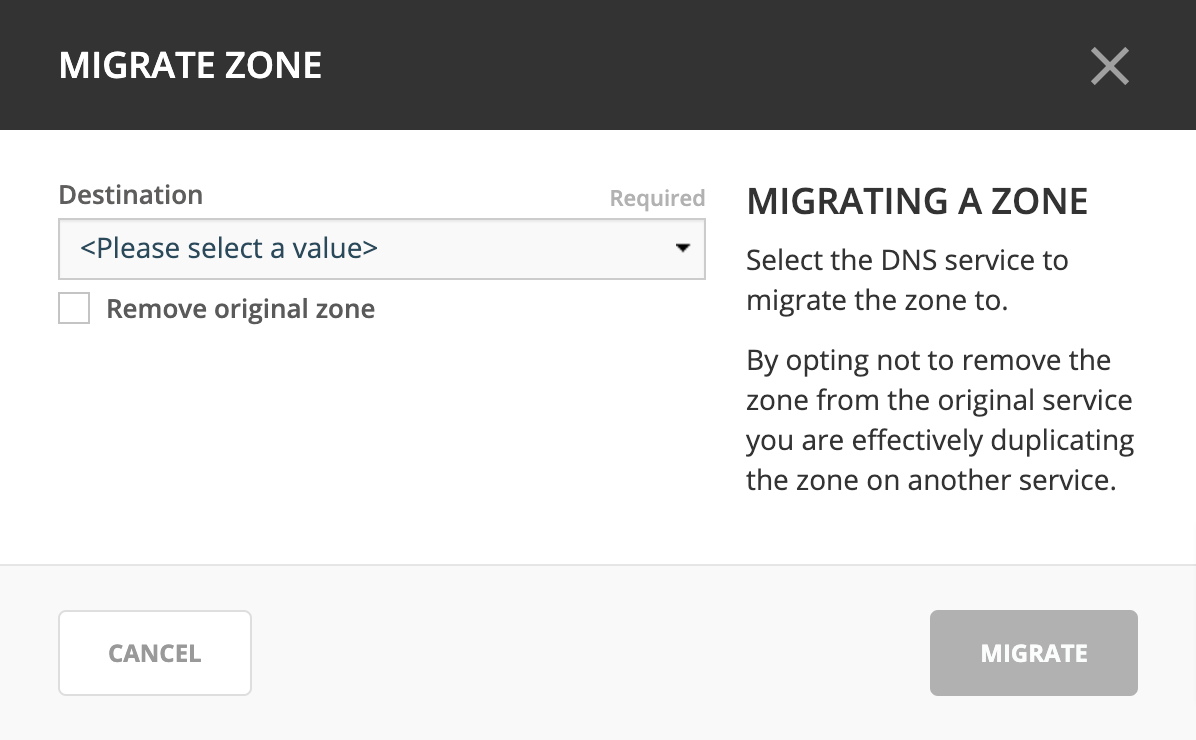 MIGRATE ZONE
Destination
Required
<Please select a value>
Remove original zone
MIGRATING A ZONE
Select the DNS service to
migrate the zone to.
By opting not to remove the
zone from the original service
you are effectively duplicating
the zone on another service.
CANCEL
MIGRATE